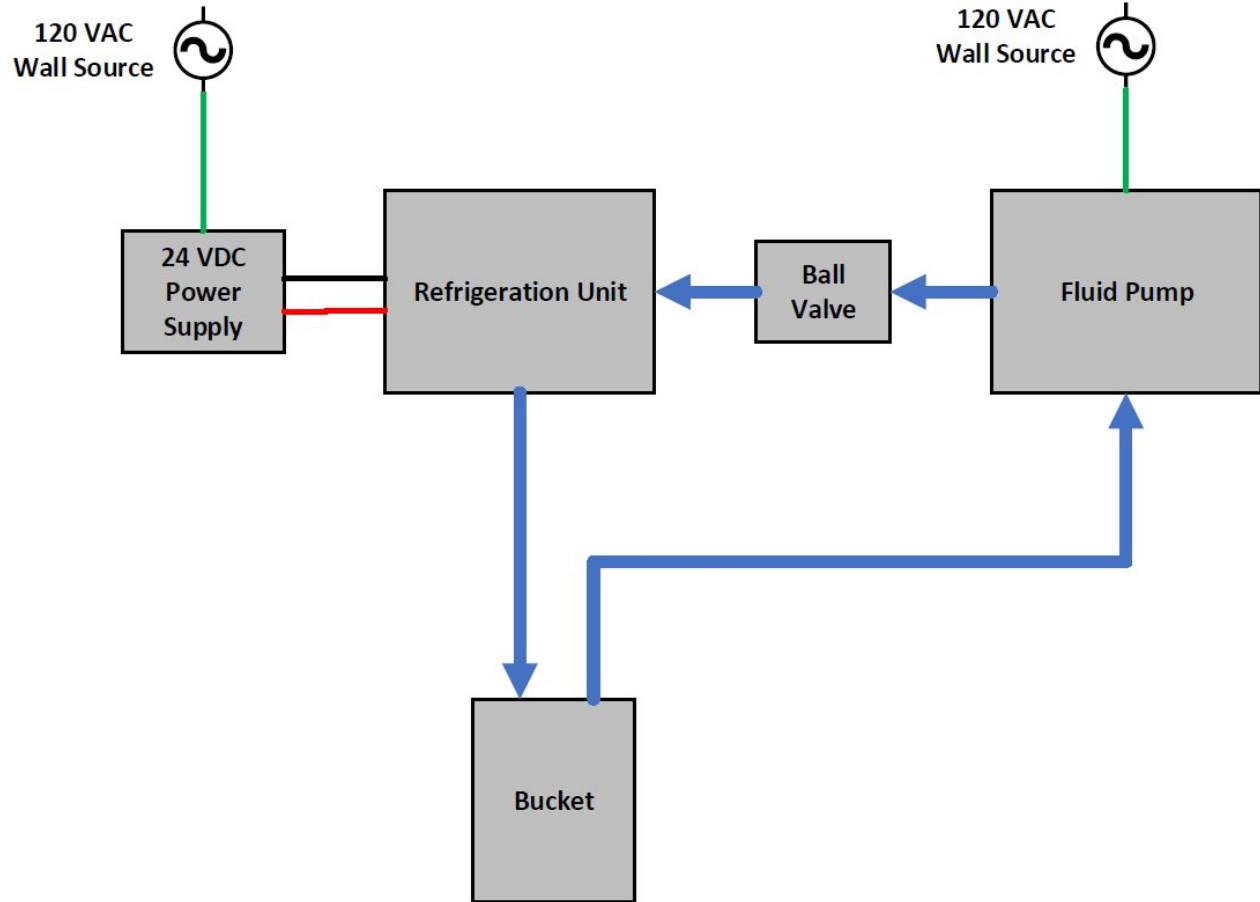 120 VAC
Wall Source
120 VAC
Wall Source
24 VDC
Power
Supply
Refrigeration Unit
Ball
Valve
Fluid Pump
Bucket